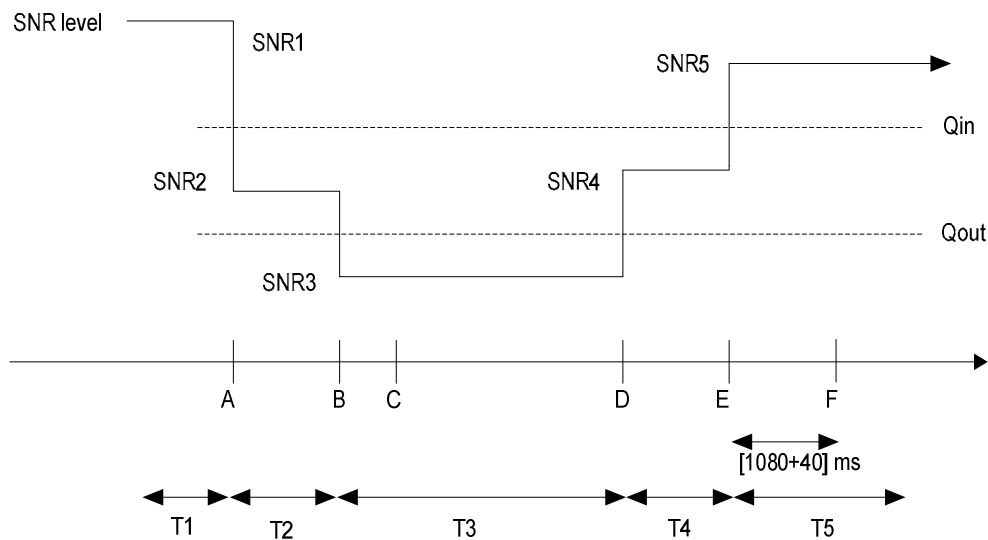 SNR level
SNR1
SNR5
Qin
SNR2
SNR4
Qout
SNR3
A
B
C
D
E
F
[1080+40] ms
T1
T2
T3
T4
T5